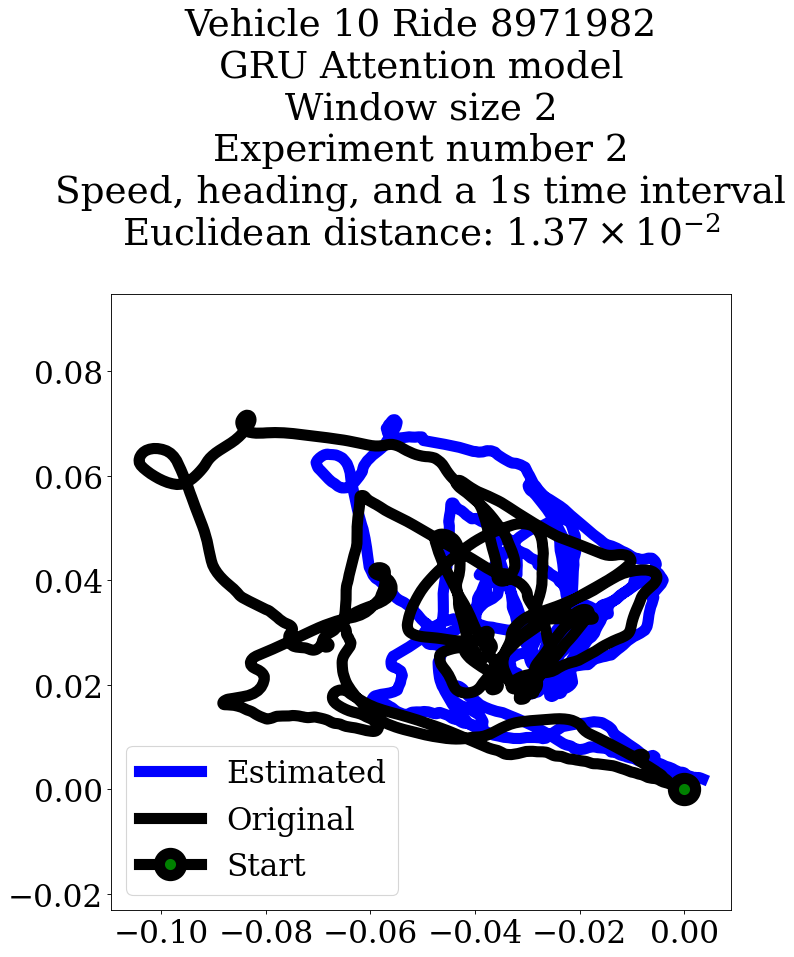 Vehicle 10 Ride 8971982
GRU Attention model
Window size 2
Experiment number 2
Speed, heading, and a 1s time interval
Euclidean distance: 1.37 × 10⁻²
0.08
0.06
0.04
0.02
0.00
−0.02
Estimated
Original
Start
−0.10 −0.08 −0.06 −0.04 −0.02 0.00